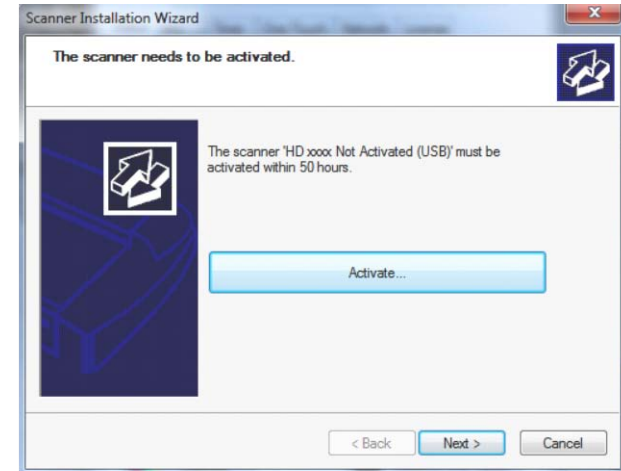 Scanner Installation Wizard
The scanner needs to be activated.
The scanner 'HD xxxx Not Activated (USB)' must be
activated within 50 hours.
Activate...
< Back
Next >
Cancel